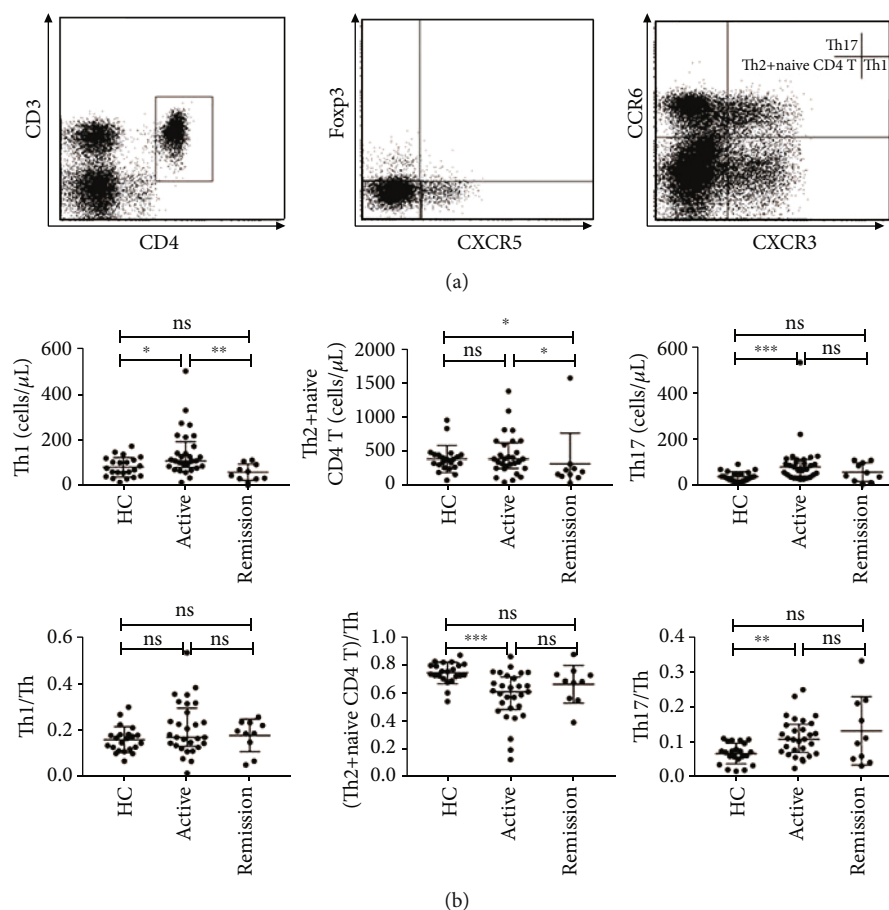 CD3
CD4
Foxp3
CXCR5
CCR6
Th17
Th2+naive CD4 T
Th1
CXCR3
(a)
Th1 (cells/μL)
600
400
200
0
ns
*
**
HC
Active
Remission
Th2+naive
CD4 T (cells/μL)
2000
1500
1000
500
0
*
ns
*
HC
Active
Remission
Th17 (cells/μL)
600
400
200
0
ns
***
ns
HC
Active
Remission
Th1/Th
0.6
0.4
0.2
0.0
ns
ns
ns
HC
Active
Remission
(Th2+naive CD4 T)/Th
1.0
0.8
0.6
0.4
0.2
0.0
ns
***
ns
HC
Active
Remission
Th17/Th
0.4
0.3
0.2
0.1
0.0
ns
**
ns
HC
Active
Remission
(b)